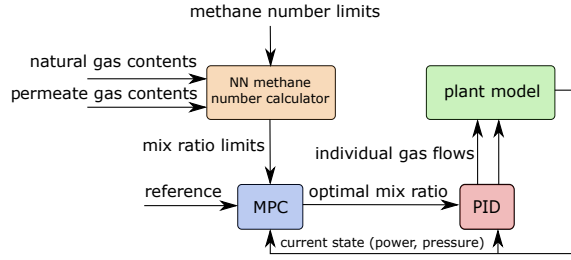 methane number limits
natural gas contents
permeate gas contents
NN methane
number calculator
plant model
mix ratio limits
individual gas flows
reference
MPC
optimal mix ratio
PID
current state (power, pressure)